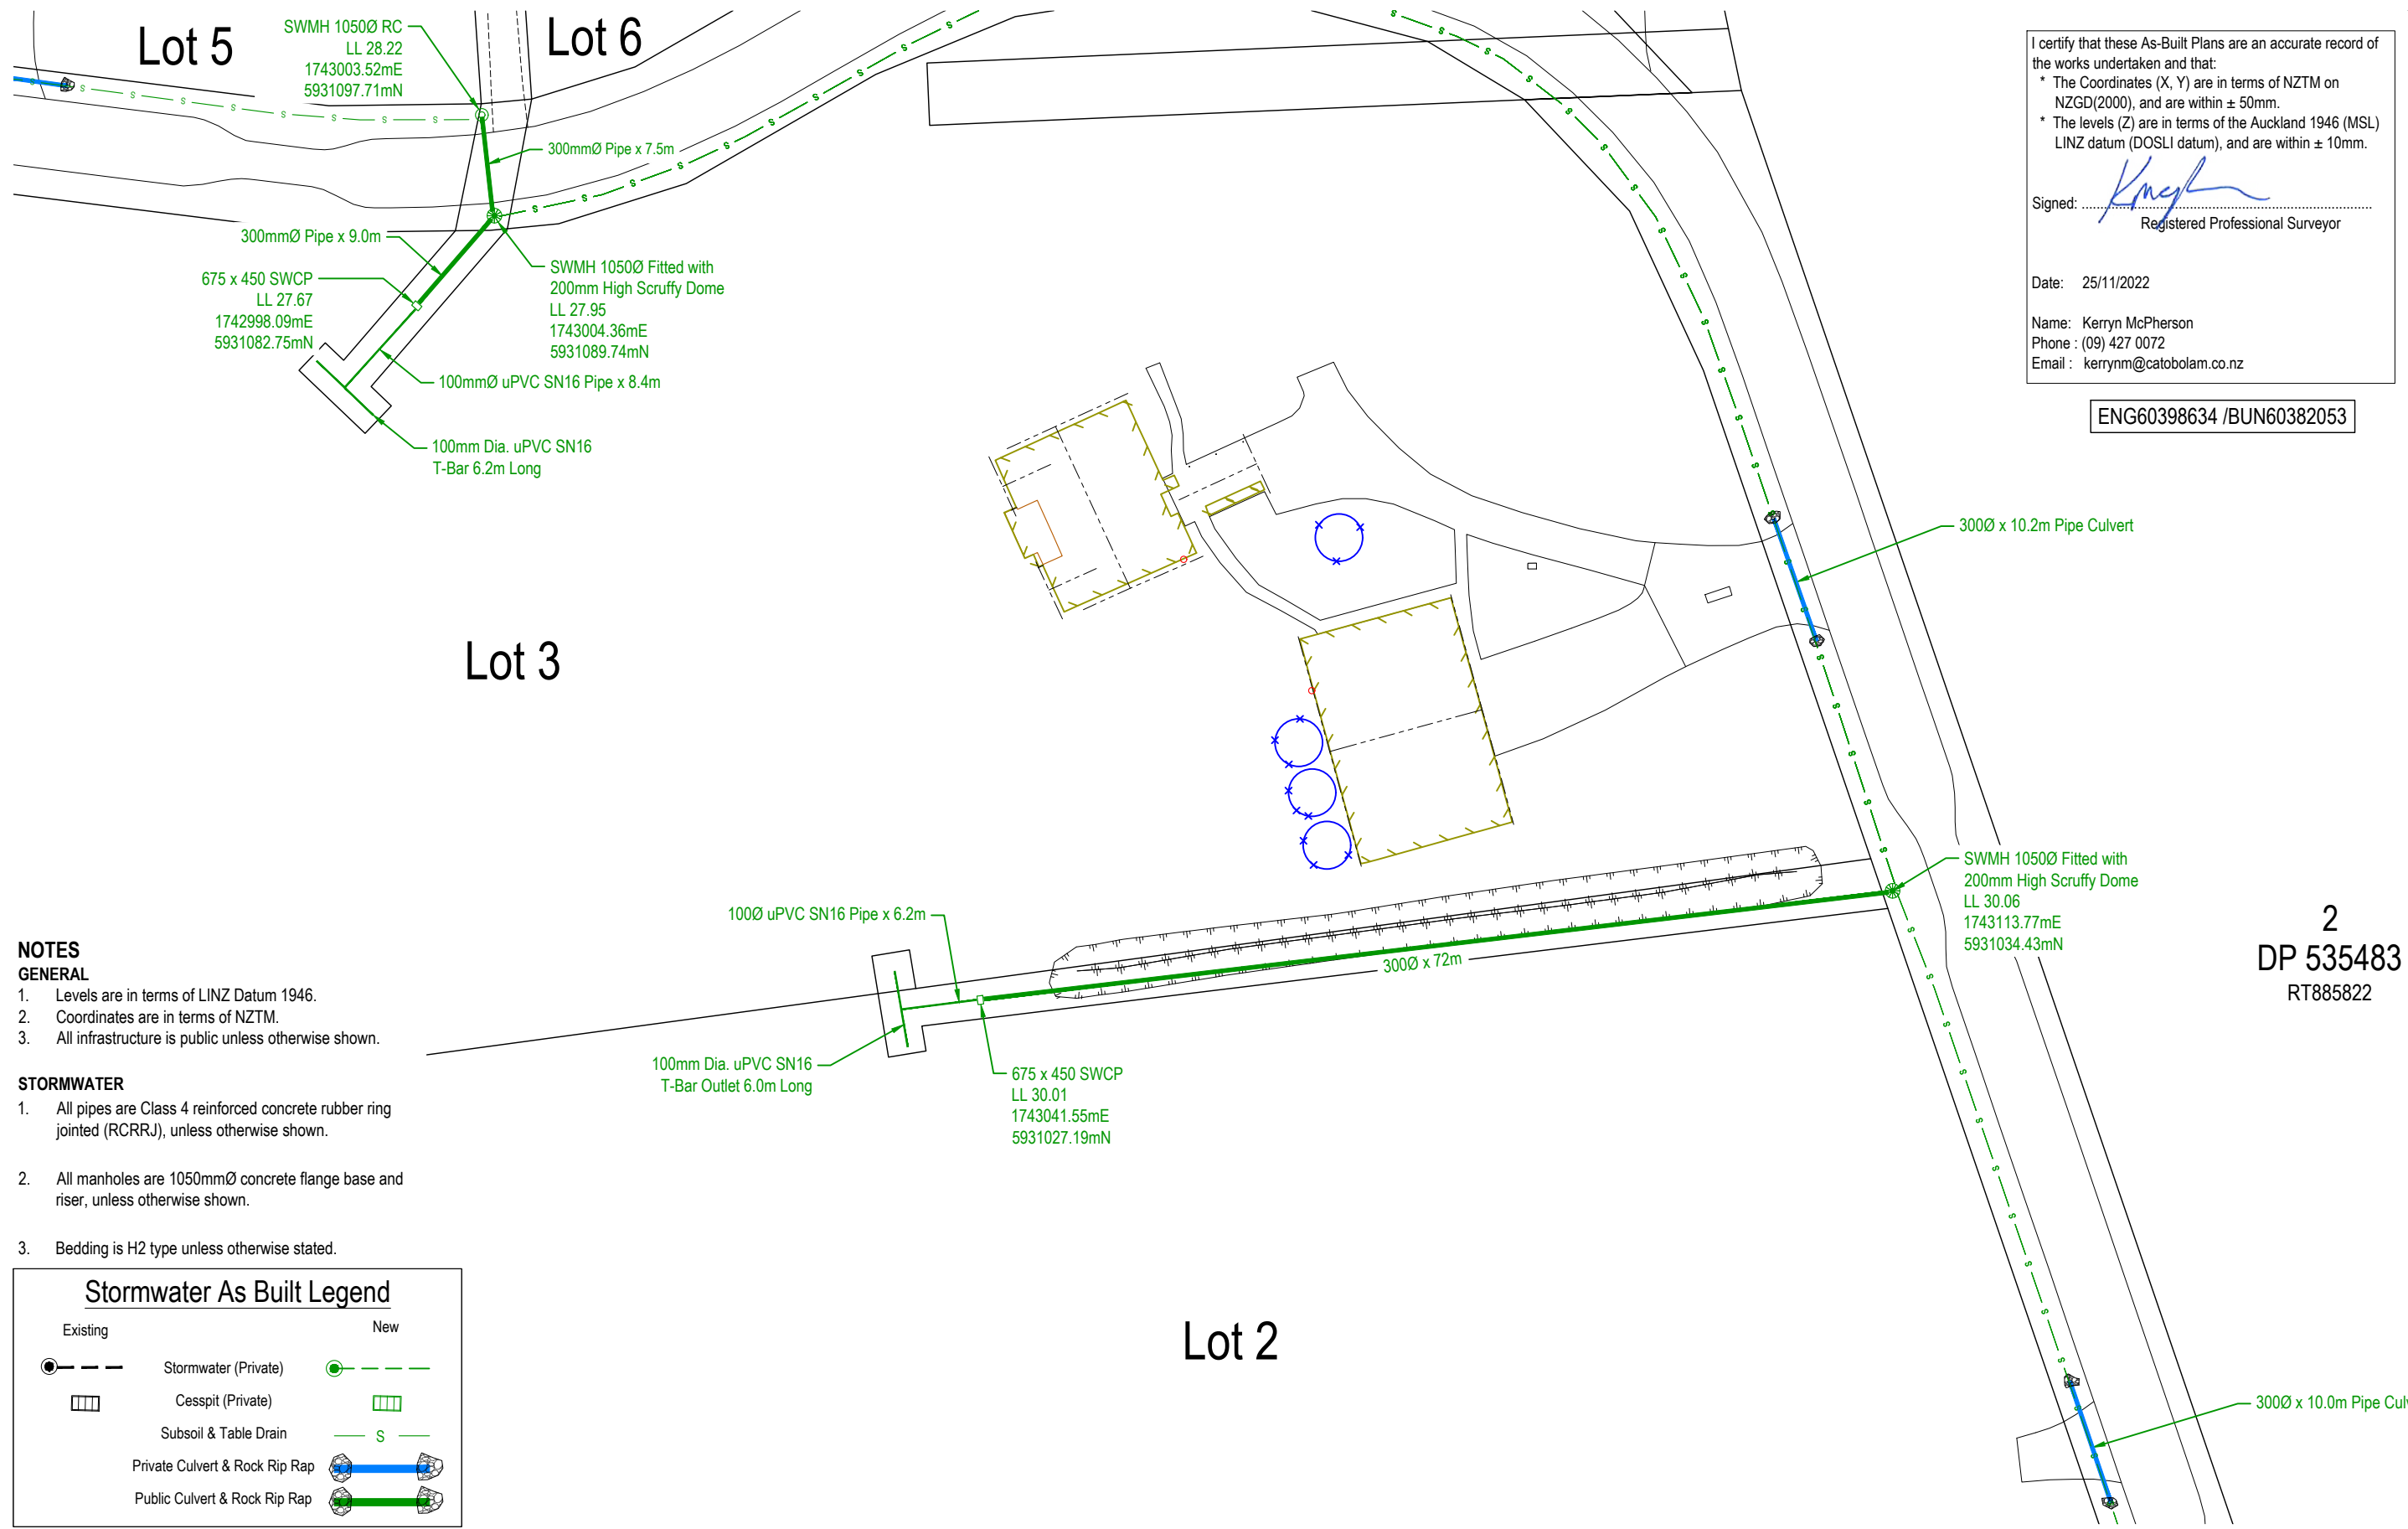 Lot 5
SWMH 1050Ø RC
LL 28.22
1743003.52mE
5931097.71mN
Lot 6
300mmØ Pipe x 7.5m
300mmØ Pipe x 9.0m
675 x 450 SWCP
LL 27.67
1742998.09mE
5931082.75mN
SWMH 1050Ø Fitted with
200mm High Scruffy Dome
LL 27.95
1743004.36mE
5931089.74mN
100mmØ uPVC SN16 Pipe x 8.4m
100mm Dia. uPVC SN16
T-Bar 6.2m Long
I certify that these As-Built Plans are an accurate record of
the works undertaken and that:
* The Coordinates (X, Y) are in terms of NZTM on
NZGD(2000), and are within ± 50mm.
* The levels (Z) are in terms of the Auckland 1946 (MSL)
LINZ datum (DOSLI datum), and are within ± 10mm.
Signed:
Registered Professional Surveyor
Date: 25/11/2022
Name: Kerryn McPherson
Phone : (09) 427 0072
Email : kerrynm@catobolam.co.nz
ENG60398634 /BUN60382053
300Ø x 10.2m Pipe Culvert
Lot 3
SWMH 1050Ø Fitted with
200mm High Scruffy Dome
LL 30.06
1743113.77mE
5931034.43mN
2
DP 535483
RT885822
100Ø uPVC SN16 Pipe x 6.2m
300Ø x 72m
100mm Dia. uPVC SN16
T-Bar Outlet 6.0m Long
675 x 450 SWCP
LL 30.01
1743041.55mE
5931027.19mN
NOTES
GENERAL
1. Levels are in terms of LINZ Datum 1946.
2. Coordinates are in terms of NZTM.
3. All infrastructure is public unless otherwise shown.
STORMWATER
1. All pipes are Class 4 reinforced concrete rubber ring
jointed (RCRRJ), unless otherwise shown.
2. All manholes are 1050mmØ concrete flange base and
riser, unless otherwise shown.
3. Bedding is H2 type unless otherwise stated.
Stormwater As Built Legend
Existing New
Stormwater (Private)
Cesspit (Private)
Subsoil & Table Drain S
Private Culvert & Rock Rip Rap
Public Culvert & Rock Rip Rap
Lot 2
300Ø x 10.0m Pipe Cul